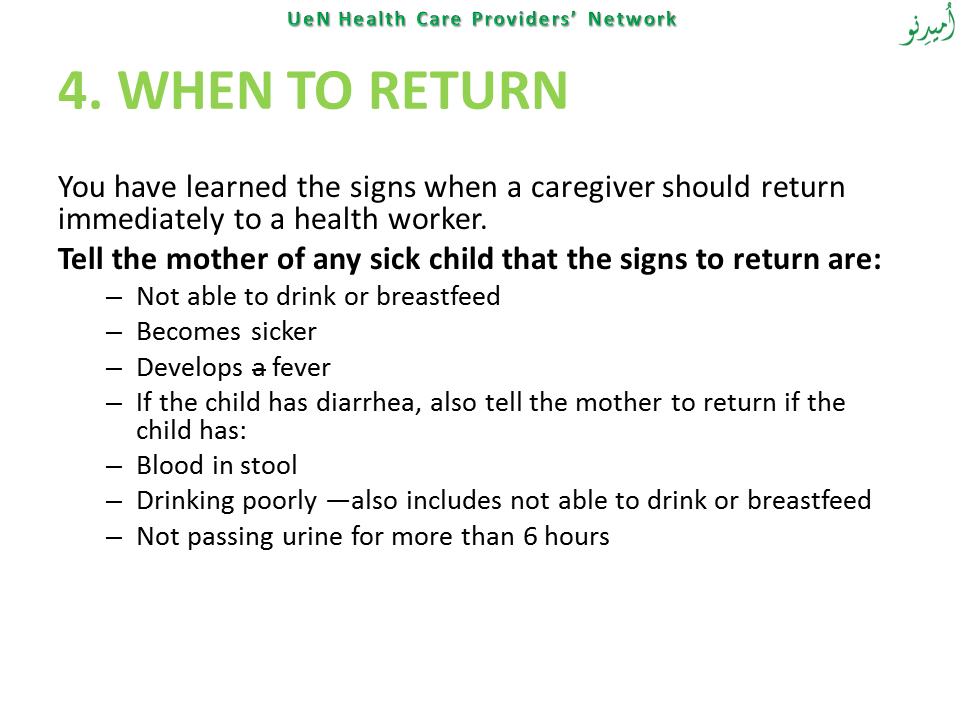 UeN Health Care Providers’ Network
اُميدِنو
4. WHEN TO RETURN
You have learned the signs when a caregiver should return
immediately to a health worker.
Tell the mother of any sick child that the signs to return are:
– Not able to drink or breastfeed
– Becomes sicker
– Develops a fever
– If the child has diarrhea, also tell the mother to return if the
child has:
– Blood in stool
– Drinking poorly —also includes not able to drink or breastfeed
– Not passing urine for more than 6 hours